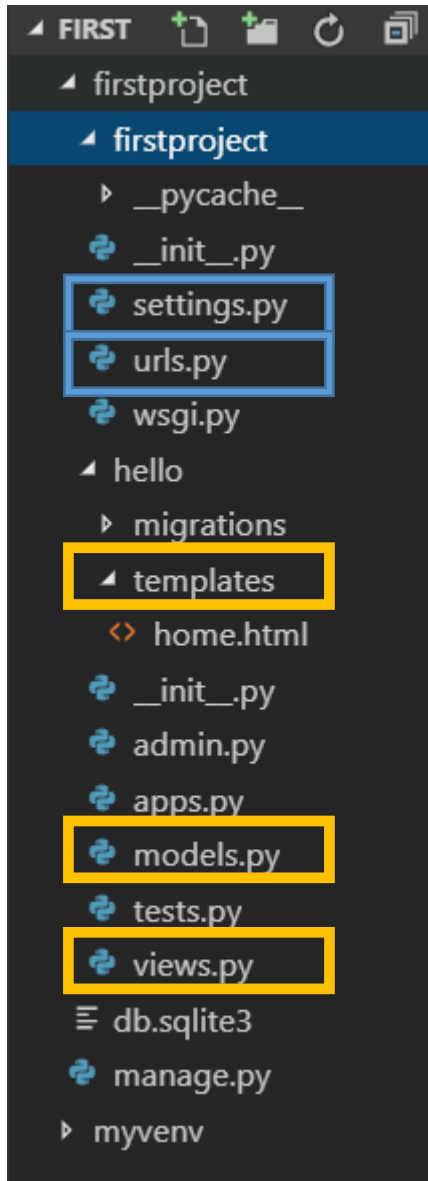 FIRST
firstproject
firstproject
__pycache__
__init__.py
settings.py
urls.py
wsgi.py
hello
migrations
templates
home.html
__init__.py
admin.py
apps.py
models.py
tests.py
views.py
db.sqlite3
manage.py
myvenv